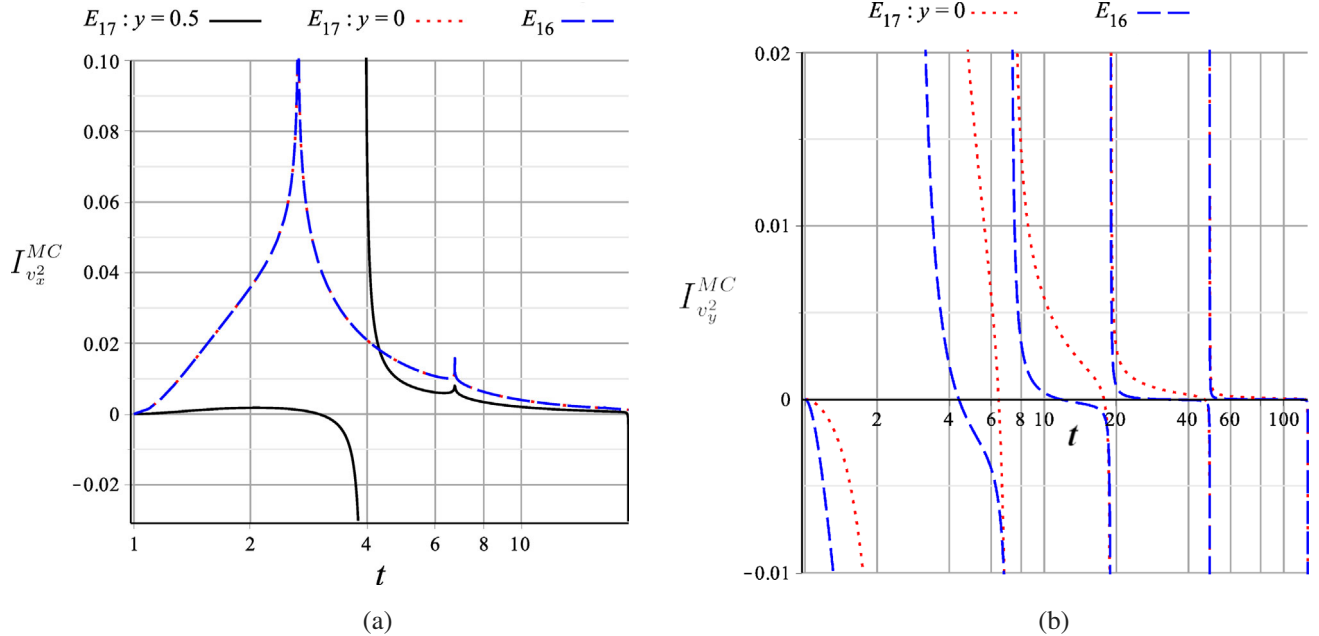 E₁₇ : y = 0.5 E₁₇ : y = 0 E₁₆
0.10
0.08
0.06
0.04
0.02
0
−0.02
I^{MC}_{v_x^2}
1 2 4 6 8 10
t
(a)
E₁₇ : y = 0 E₁₆
0.02
0.01
0
−0.01
I^{MC}_{v_y^2}
2 4 6 8 10 20 40 60 100
t
(b)